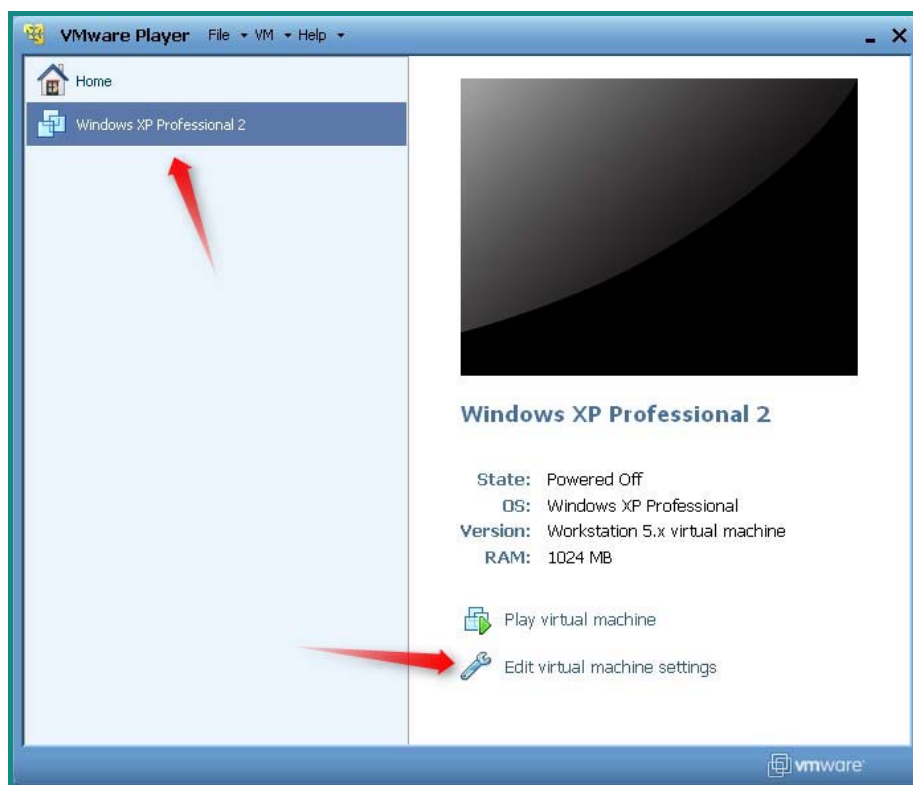 VMware Player File VM Help
Home
Windows XP Professional 2
Windows XP Professional 2
State: Powered Off
OS: Windows XP Professional
Version: Workstation 5.x virtual machine
RAM: 1024 MB
Play virtual machine
Edit virtual machine settings
vmware